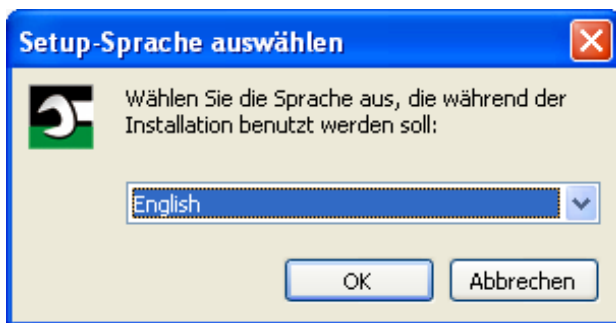 Setup-Sprache auswählen
Wählen Sie die Sprache aus, die während der
Installation benutzt werden soll:
English
OK
Abbrechen